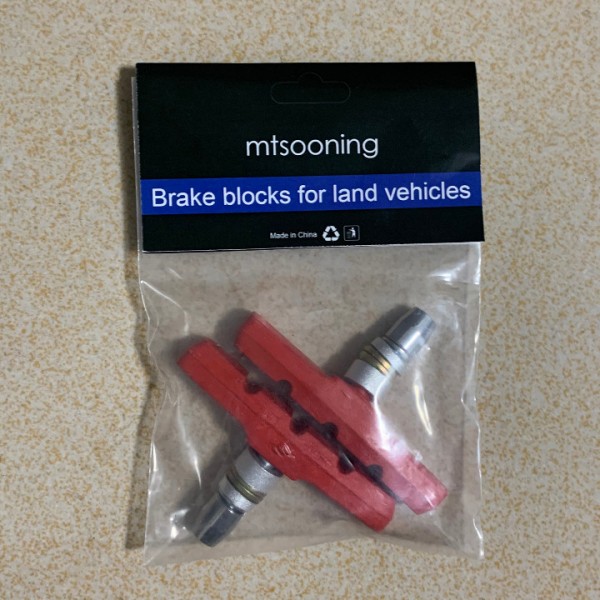 mtsooning
Brake blocks for land vehicles
Made in China